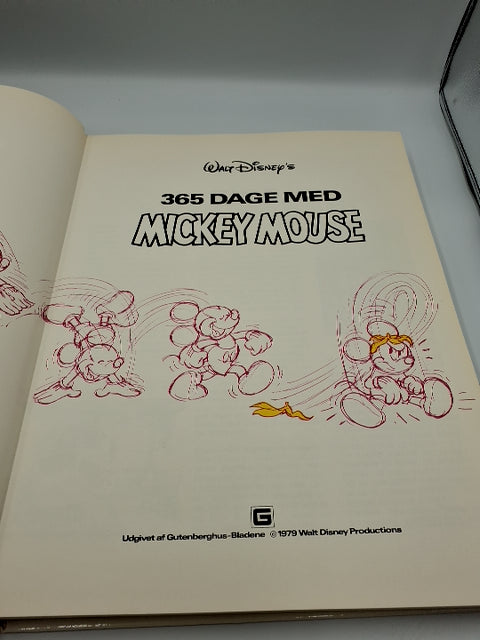 Walt Disney's
365 DAGE MED
MICKEY MOUSE
G
Udgivet af Gutenberghus-Bladene © 1979 Walt Disney Productions